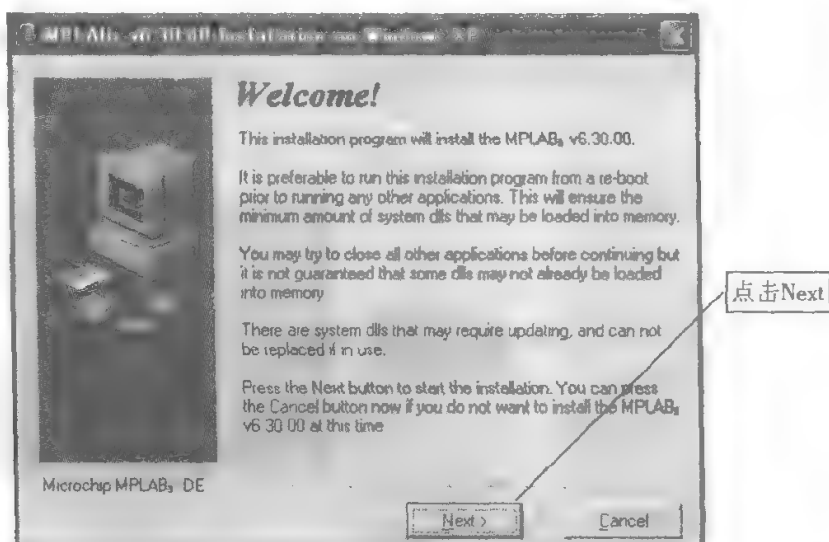 Welcome!
This installation program will install the MPLAB, v6.30.00.
It is preferable to run this installation program from a re-boot
prior to running any other applications. This will ensure the
minimum amount of system dlls that may be loaded into memory.
You may try to close all other applications before continuing but
it is not guaranteed that some dlls may not already be loaded
into memory
There are system dlls that may require updating, and can not
be replaced if in use.
Press the Next button to start the installation. You can press
the Cancel button now if you do not want to install the MPLAB,
v6 30 00 at this time
点击Next
Microchip MPLAB, DE
Next >
Cancel